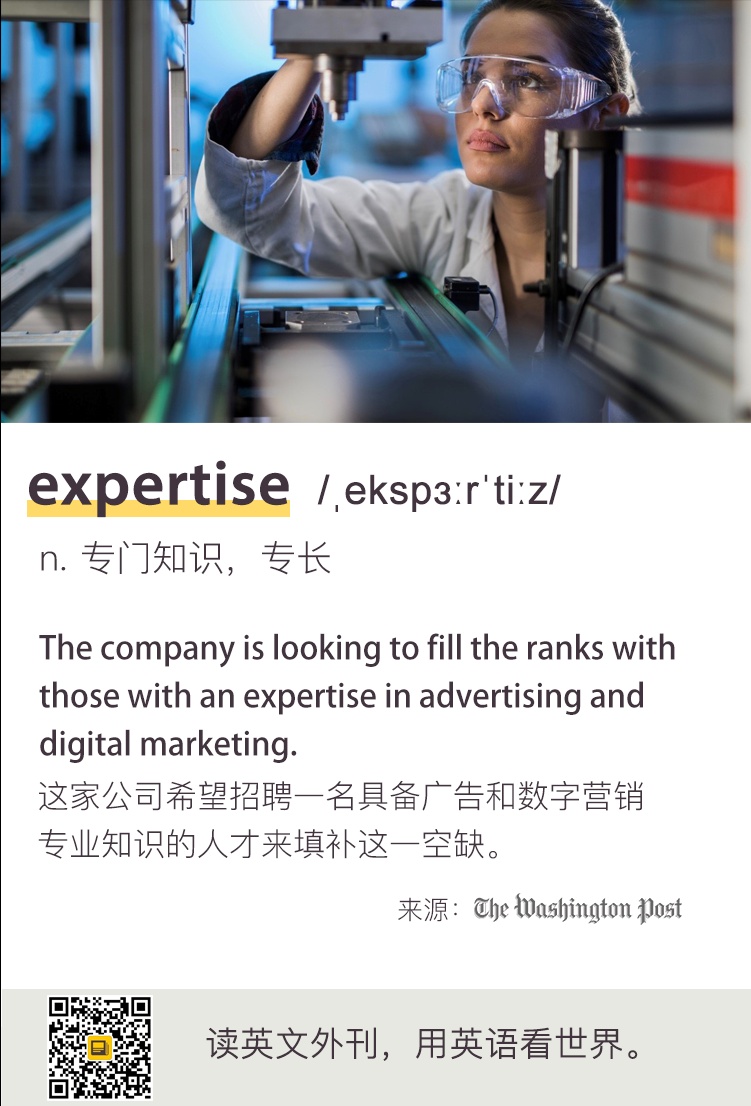 expertise /ˌekspɜːrˈtiːz/
n. 专门知识，专长
The company is looking to fill the ranks with
those with an expertise in advertising and
digital marketing.
这家公司希望招聘一名具备广告和数字营销
专业知识的人才来填补这一空缺。
来源：The Washington Post
读英文外刊，用英语看世界。